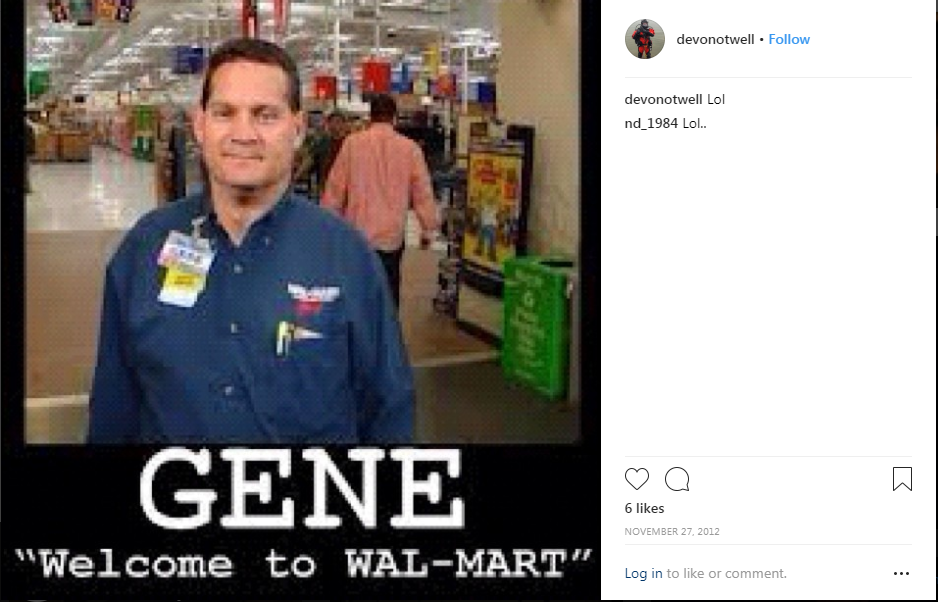 devonotwell • Follow
devonotwell Lol
nd_1984 Lol..
GENE
“Welcome to WAL-MART”
6 likes
NOVEMBER 27, 2012
Log in to like or comment.